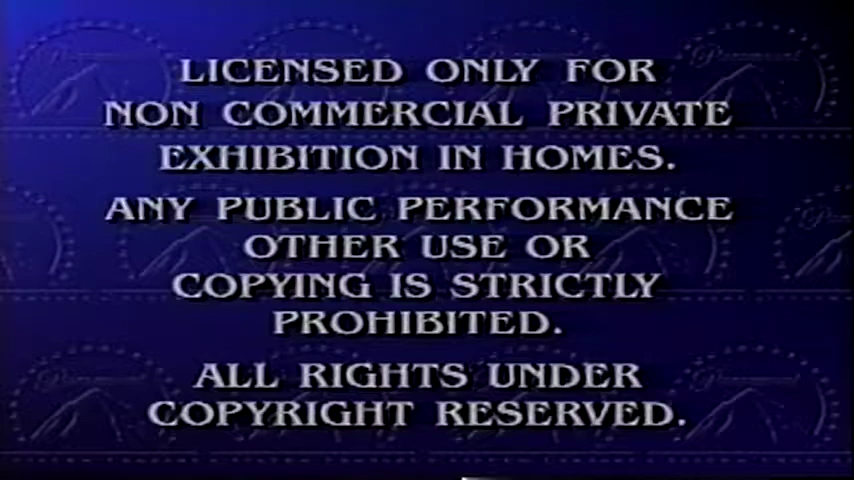 LICENSED ONLY FOR
NON COMMERCIAL PRIVATE
EXHIBITION IN HOMES.
ANY PUBLIC PERFORMANCE
OTHER USE OR
COPYING IS STRICTLY
PROHIBITED.
ALL RIGHTS UNDER
COPYRIGHT RESERVED.